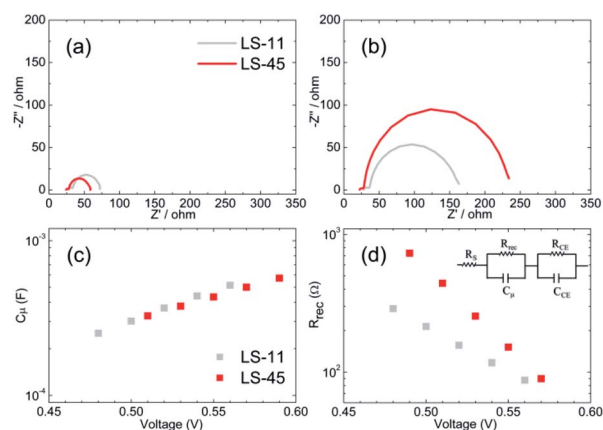 200
150
100
50
0
-Z'' / ohm
(a)
LS-11
LS-45
0 50 100 150 200 250 300 350
Z' / ohm
200
150
100
50
0
-Z'' / ohm
(b)
0 50 100 150 200 250 300 350
Z' / ohm
10⁻³
10⁻⁴
Cμ (F)
(c)
LS-11
LS-45
0.45 0.50 0.55 0.60
Voltage (V)
10³
10²
Rrec (Ω)
(d)
RS
Rrec
Cμ
RCE
CCE
0.45 0.50 0.55 0.60
Voltage (V)